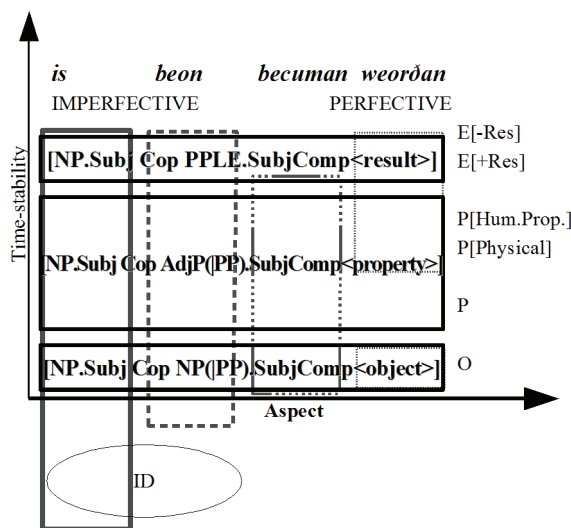 is beon becuman weorðan
IMPERFECTIVE PERFECTIVE
Time-stability
[NP.Subj Cop PPLE.SubjComp<result>]
E[-Res]
E[+Res]
[NP.Subj Cop AdjP(|PP).SubjComp<property>]
P[Hum.Prop.]
P[Physical]
P
[NP.Subj Cop NP(|PP).SubjComp<object>]
O
Aspect
ID